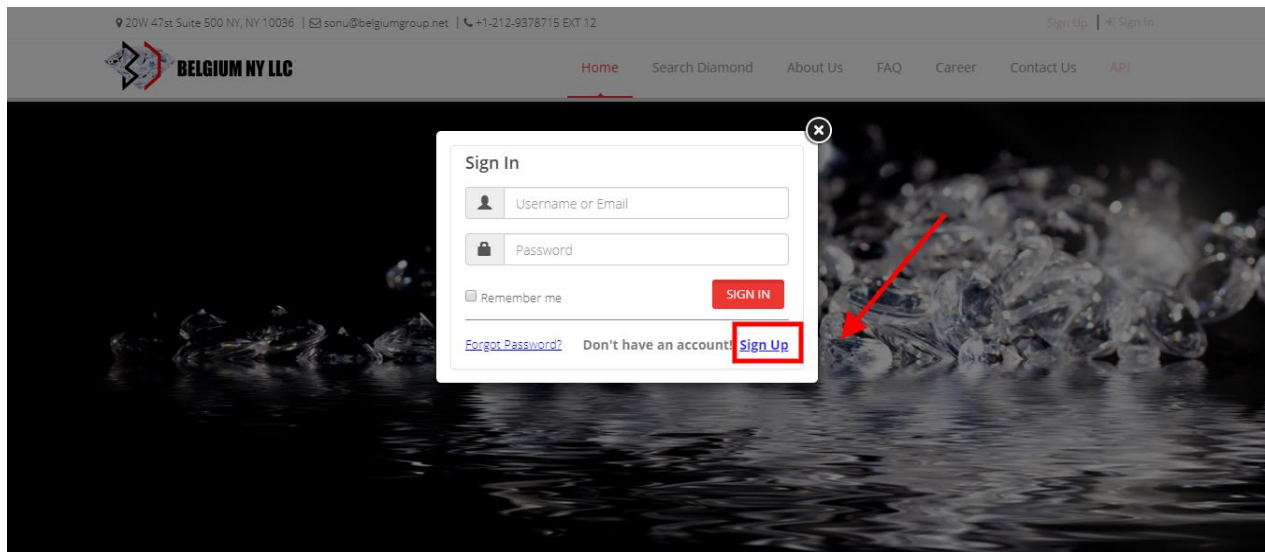 20W 47st Suite 500 NY, NY 10036 | sonu@belgiumgroup.net | +1-212-9378715 EXT 12 Sign Up | Sign In
BELGIUM NY LLC Home Search Diamond About Us FAQ Career Contact Us API
Sign In
Username or Email
Password
Remember me SIGN IN
Forgot Password? Don't have an account! Sign Up